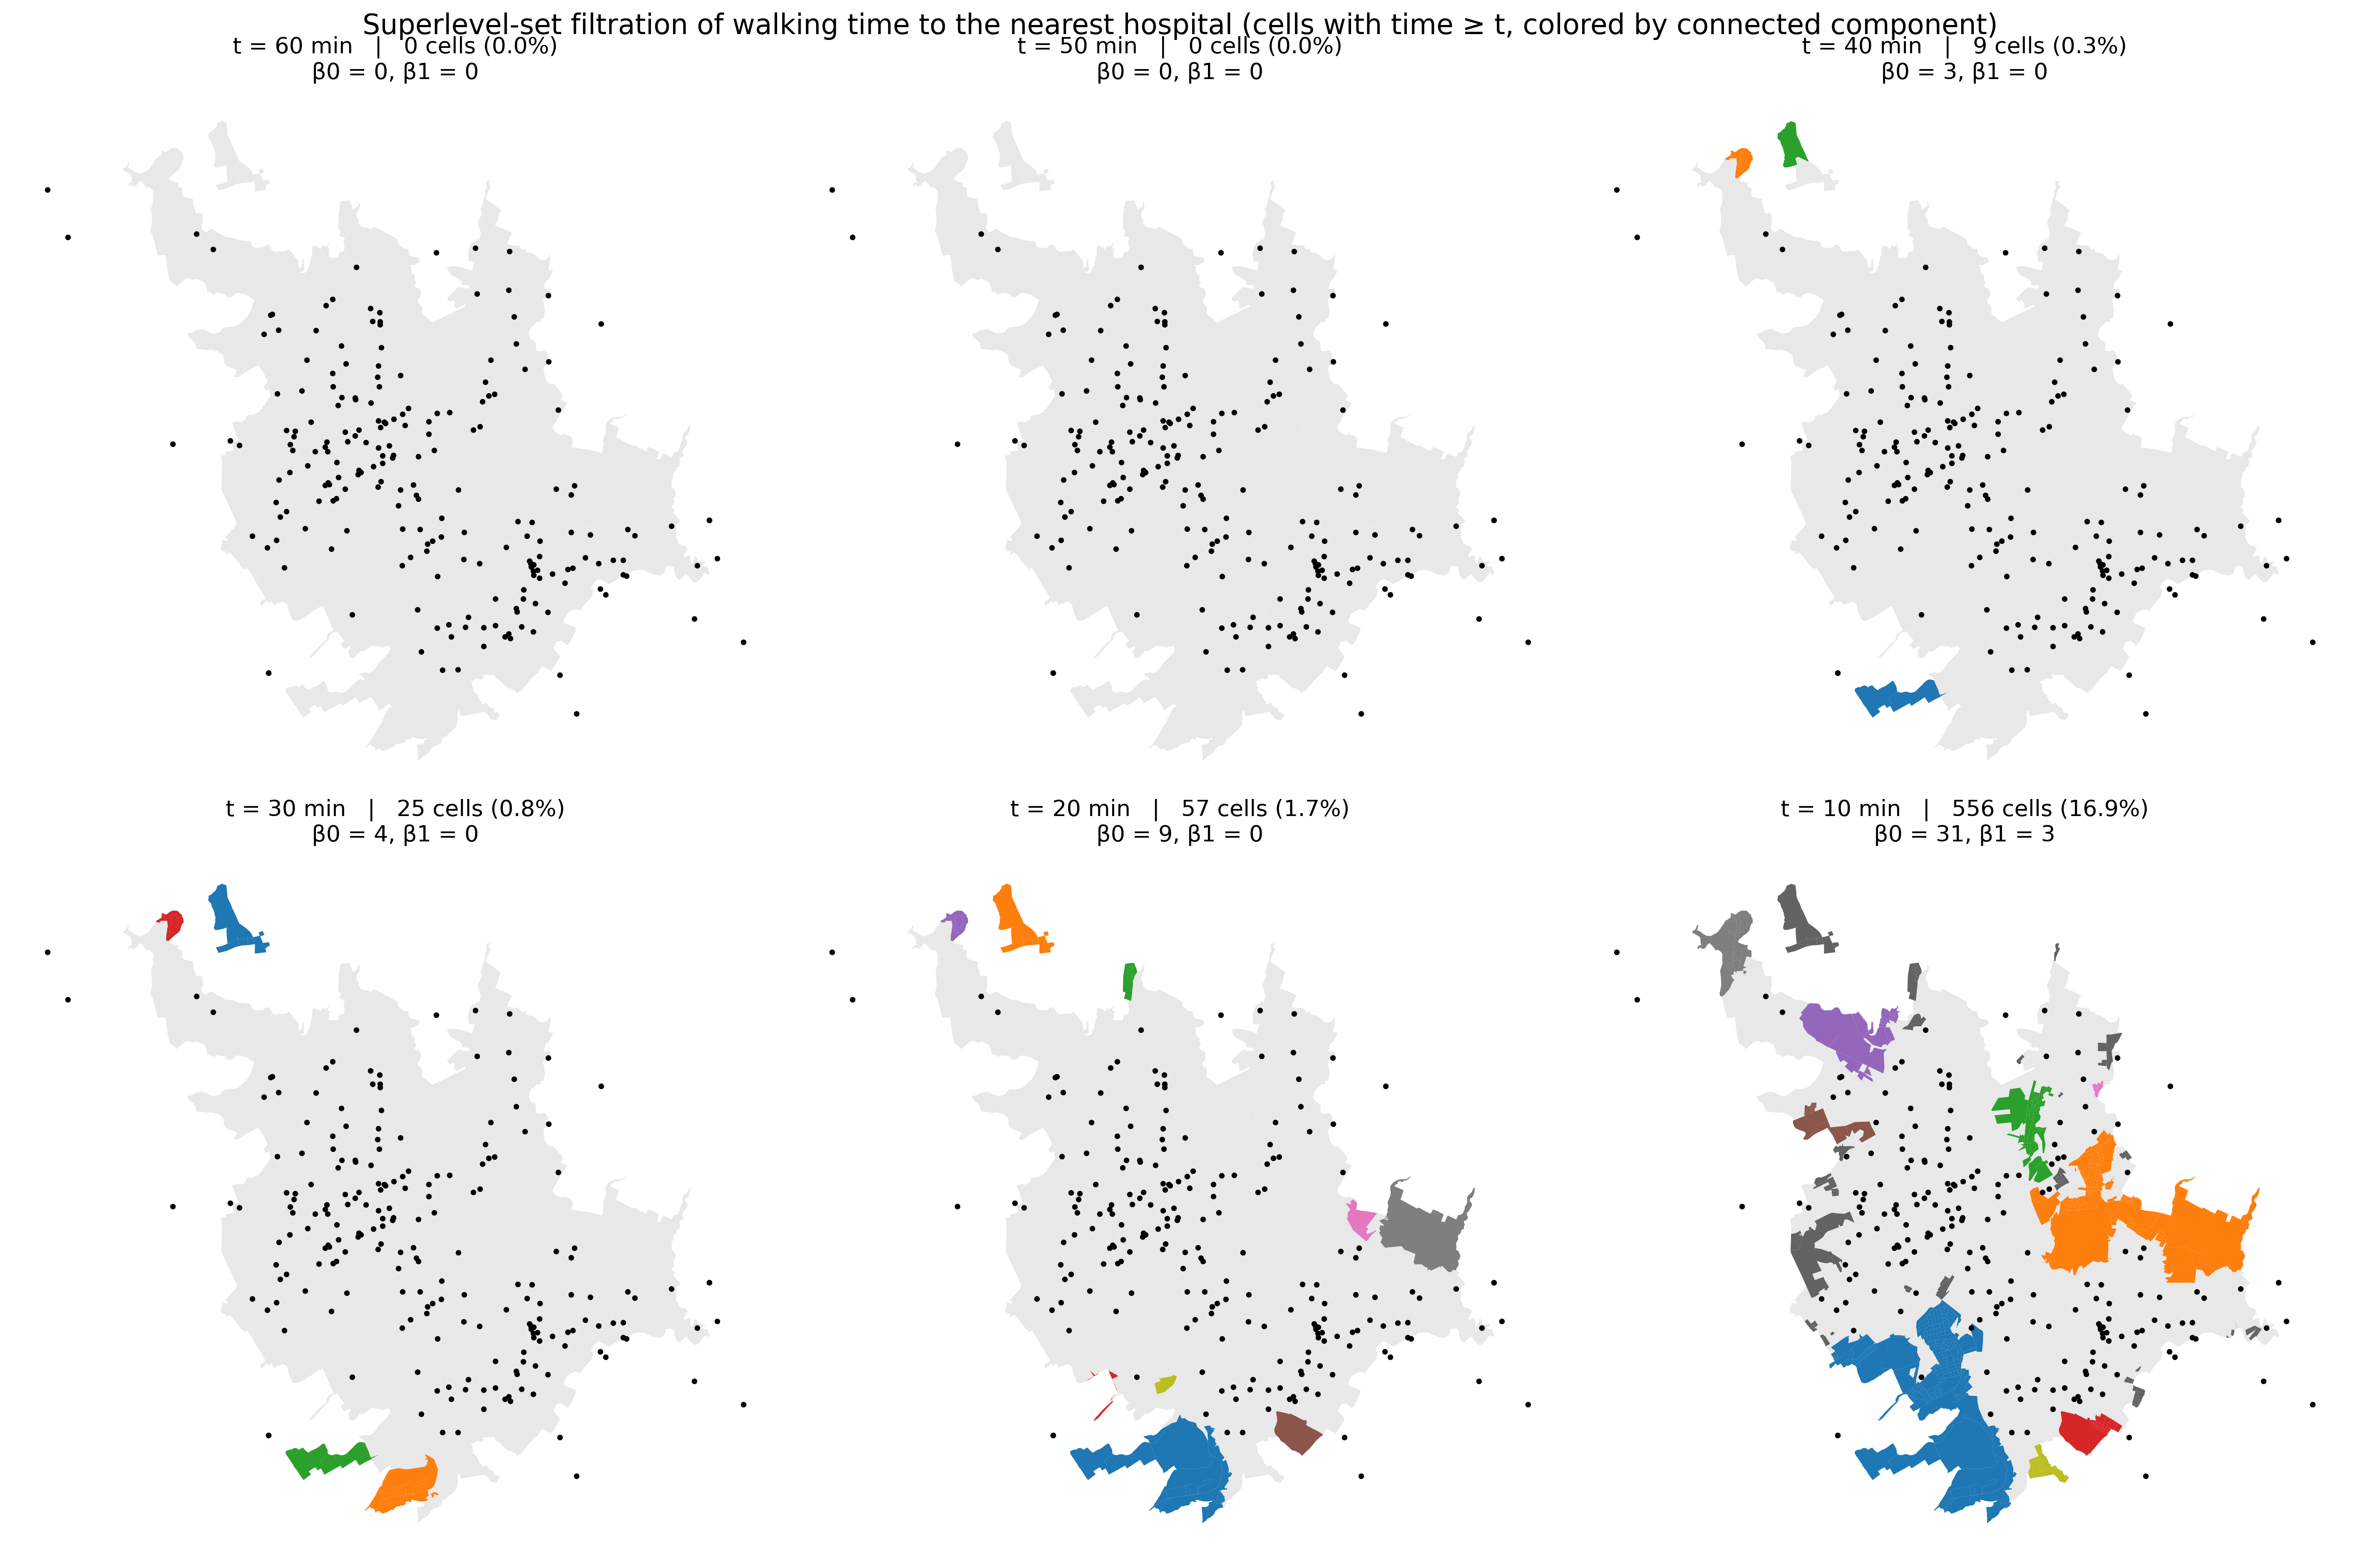 Superlevel-set filtration of walking time to the nearest hospital (cells with time ≥ t, colored by connected component)
t = 60 min | 0 cells (0.0%)
β0 = 0, β1 = 0
t = 50 min | 0 cells (0.0%)
β0 = 0, β1 = 0
t = 40 min | 9 cells (0.3%)
β0 = 3, β1 = 0
t = 30 min | 25 cells (0.8%)
β0 = 4, β1 = 0
t = 20 min | 57 cells (1.7%)
β0 = 9, β1 = 0
t = 10 min | 556 cells (16.9%)
β0 = 31, β1 = 3